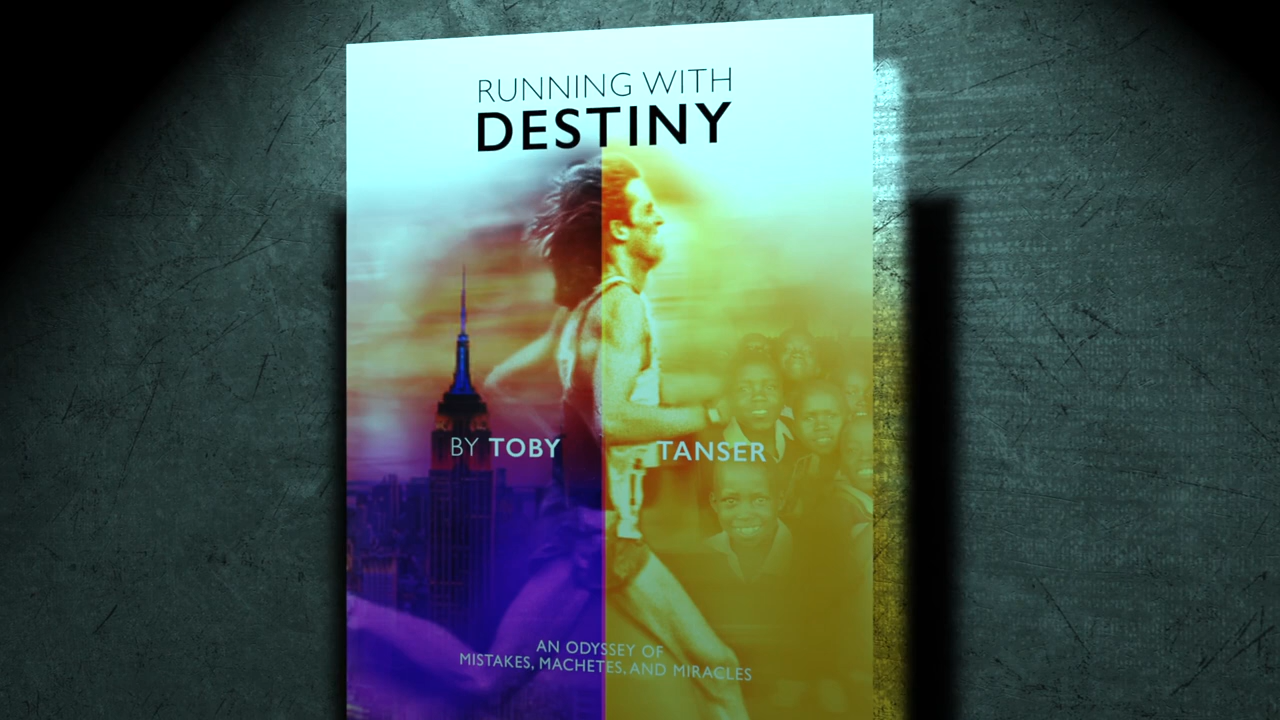 RUNNING WITH
DESTINY
BY TOBY TANSER
AN ODYSSEY OF
MISTAKES, MACHETES, AND MIRACLES